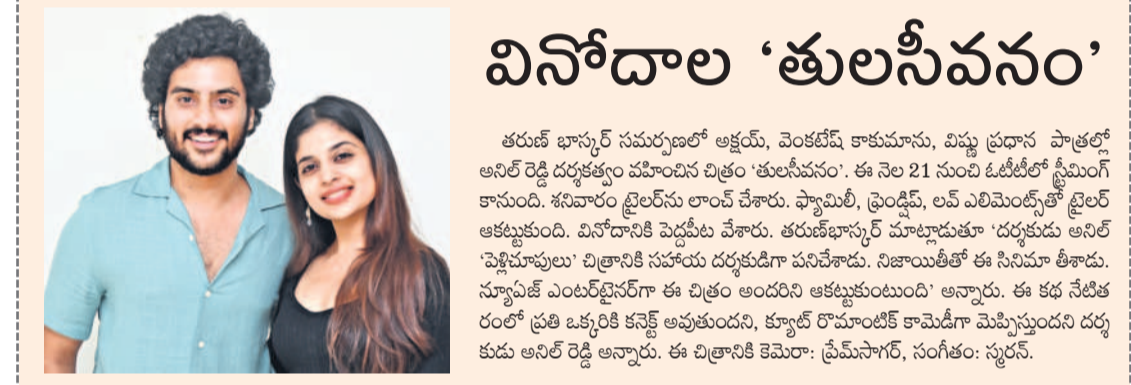 వినోదాల ‘తులసీవనం’
తరుణ్ భాస్కర్ సమర్పణలో అక్షయ్, వెంకటేష్ కాకుమాను, విష్ణు ప్రధాన పాత్రల్లో
అనిల్ రెడ్డి దర్శకత్వం వహించిన చిత్రం ‘తులసీవనం’. ఈ నెల 21 నుంచి ఓటీటీలో స్ట్రీమింగ్
కానుంది. శనివారం ట్రైలర్‌ను లాంచ్ చేశారు. ఫ్యామిలీ, ఫ్రెండ్షిప్, లవ్ ఎలిమెంట్స్‌తో ట్రైలర్
ఆకట్టుకుంది. వినోదానికి పెద్దపీట వేశారు. తరుణ్‌భాస్కర్ మాట్లాడుతూ ‘దర్శకుడు అనిల్
‘పెళ్లిచూపులు’ చిత్రానికి సహాయ దర్శకుడిగా పనిచేశాడు. నిజాయితీతో ఈ సినిమా తీశాడు.
న్యూఏజ్ ఎంటర్‌టైనర్‌గా ఈ చిత్రం అందరిని ఆకట్టుకుంటుంది’ అన్నారు. ఈ కథ నేటిత
రంలో ప్రతి ఒక్కరికి కనెక్ట్ అవుతుందని, క్యూట్ రొమాంటిక్ కామెడీగా మెప్పిస్తుందని దర్శ
కుడు అనిల్ రెడ్డి అన్నారు. ఈ చిత్రానికి కెమెరా: ప్రేమ్‌సాగర్, సంగీతం: స్మరన్.